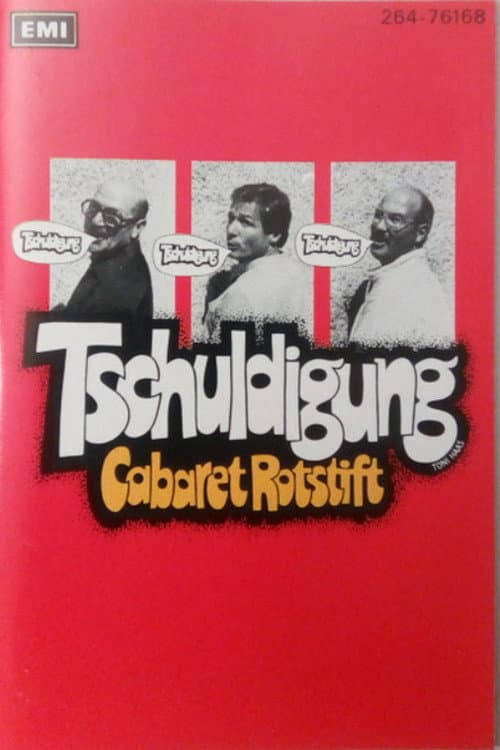 EMI
264-76168
Tschuldigung
Tschuldigung
Tschuldigung
Tschuldigung
TONI HAAS
Cabaret Rotstift